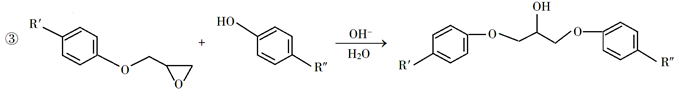 ③ R′ O O + HO R″ OH⁻ H₂O R′ O OH O R″